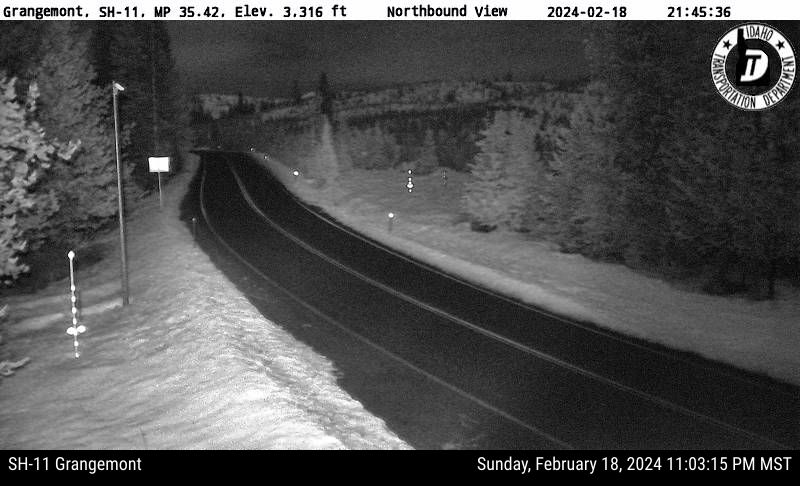 Grangemont, SH-11, MP 35.42, Elev. 3,316 ft Northbound View 2024-02-18 21:45:36
★ IDAHO ★
TRANSPORTATION DEPARTMENT
SH-11 Grangemont Sunday, February 18, 2024 11:03:15 PM MST